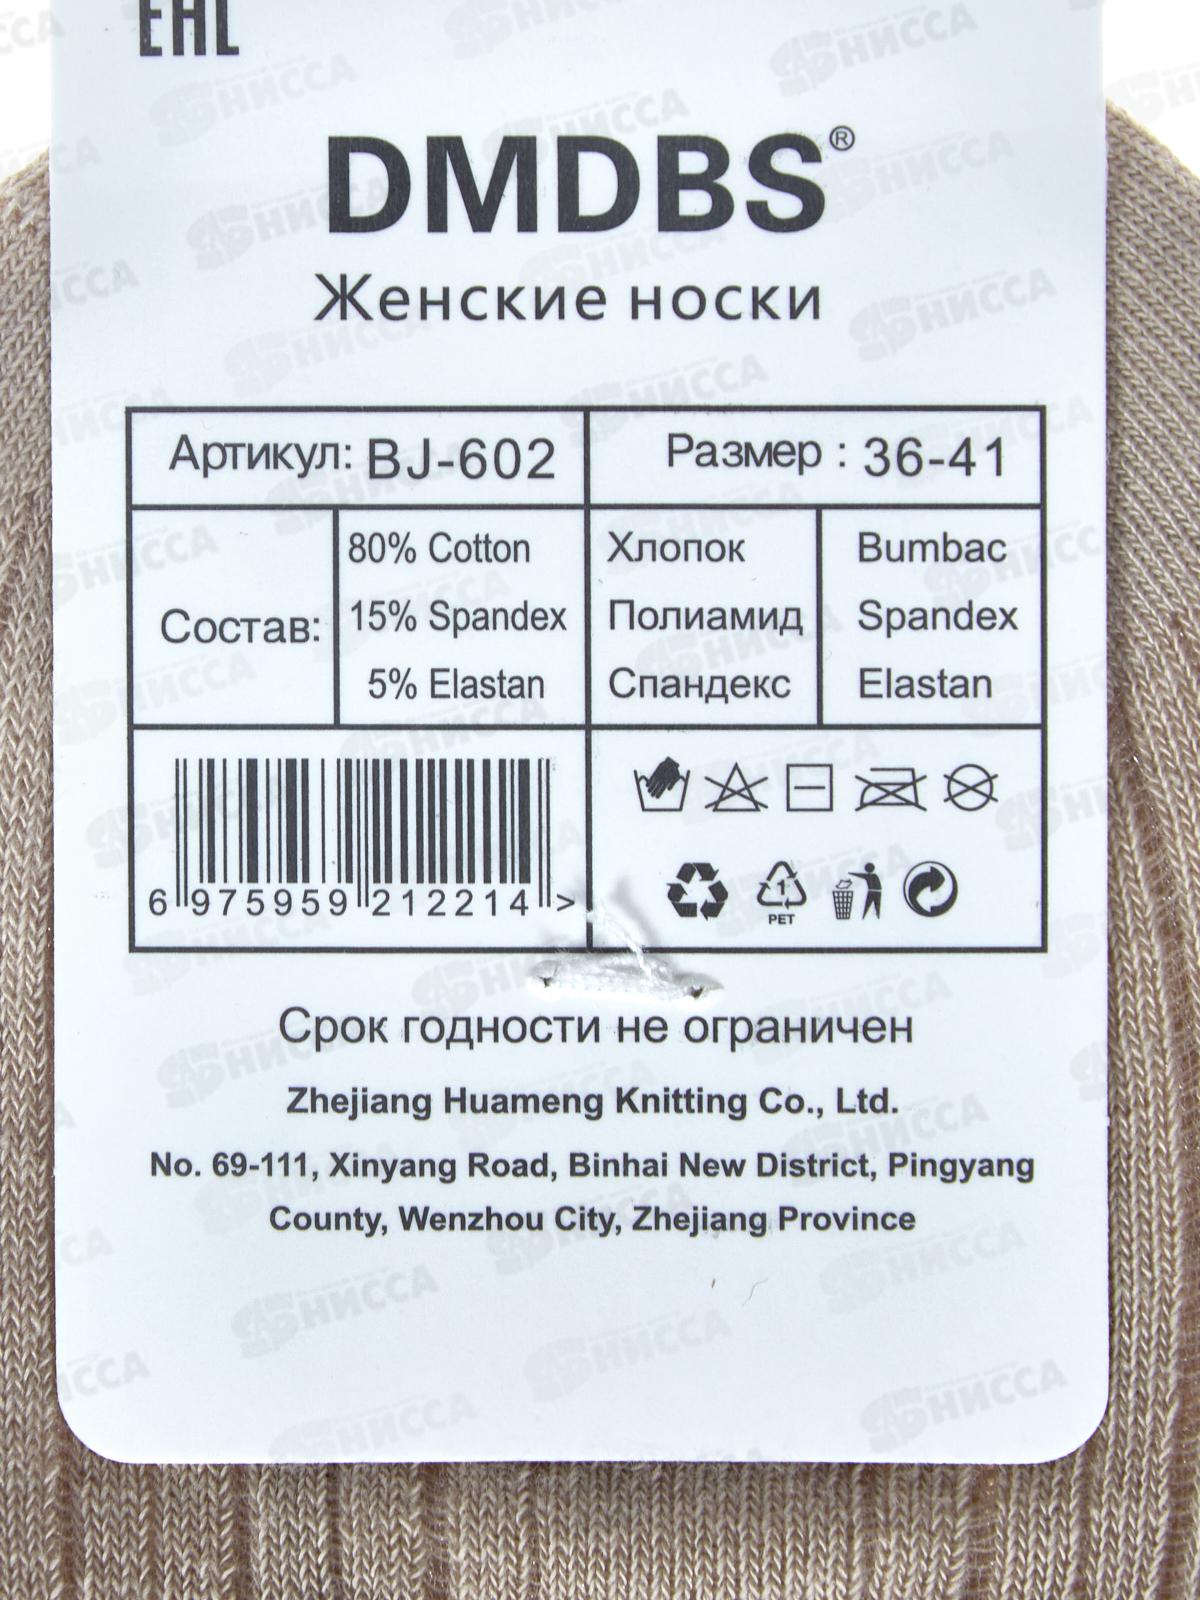 EAC
DMDBS®
Женские носки
Артикул: BJ-602
Размер : 36-41
Состав:
80% Cotton
15% Spandex
5% Elastan
Хлопок
Полиамид
Спандекс
Bumbac
Spandex
Elastan
6 975959 212214 >
1
PET
Срок годности не ограничен
Zhejiang Huameng Knitting Co., Ltd.
No. 69-111, Xinyang Road, Binhai New District, Pingyang
County, Wenzhou City, Zhejiang Province
НИССА